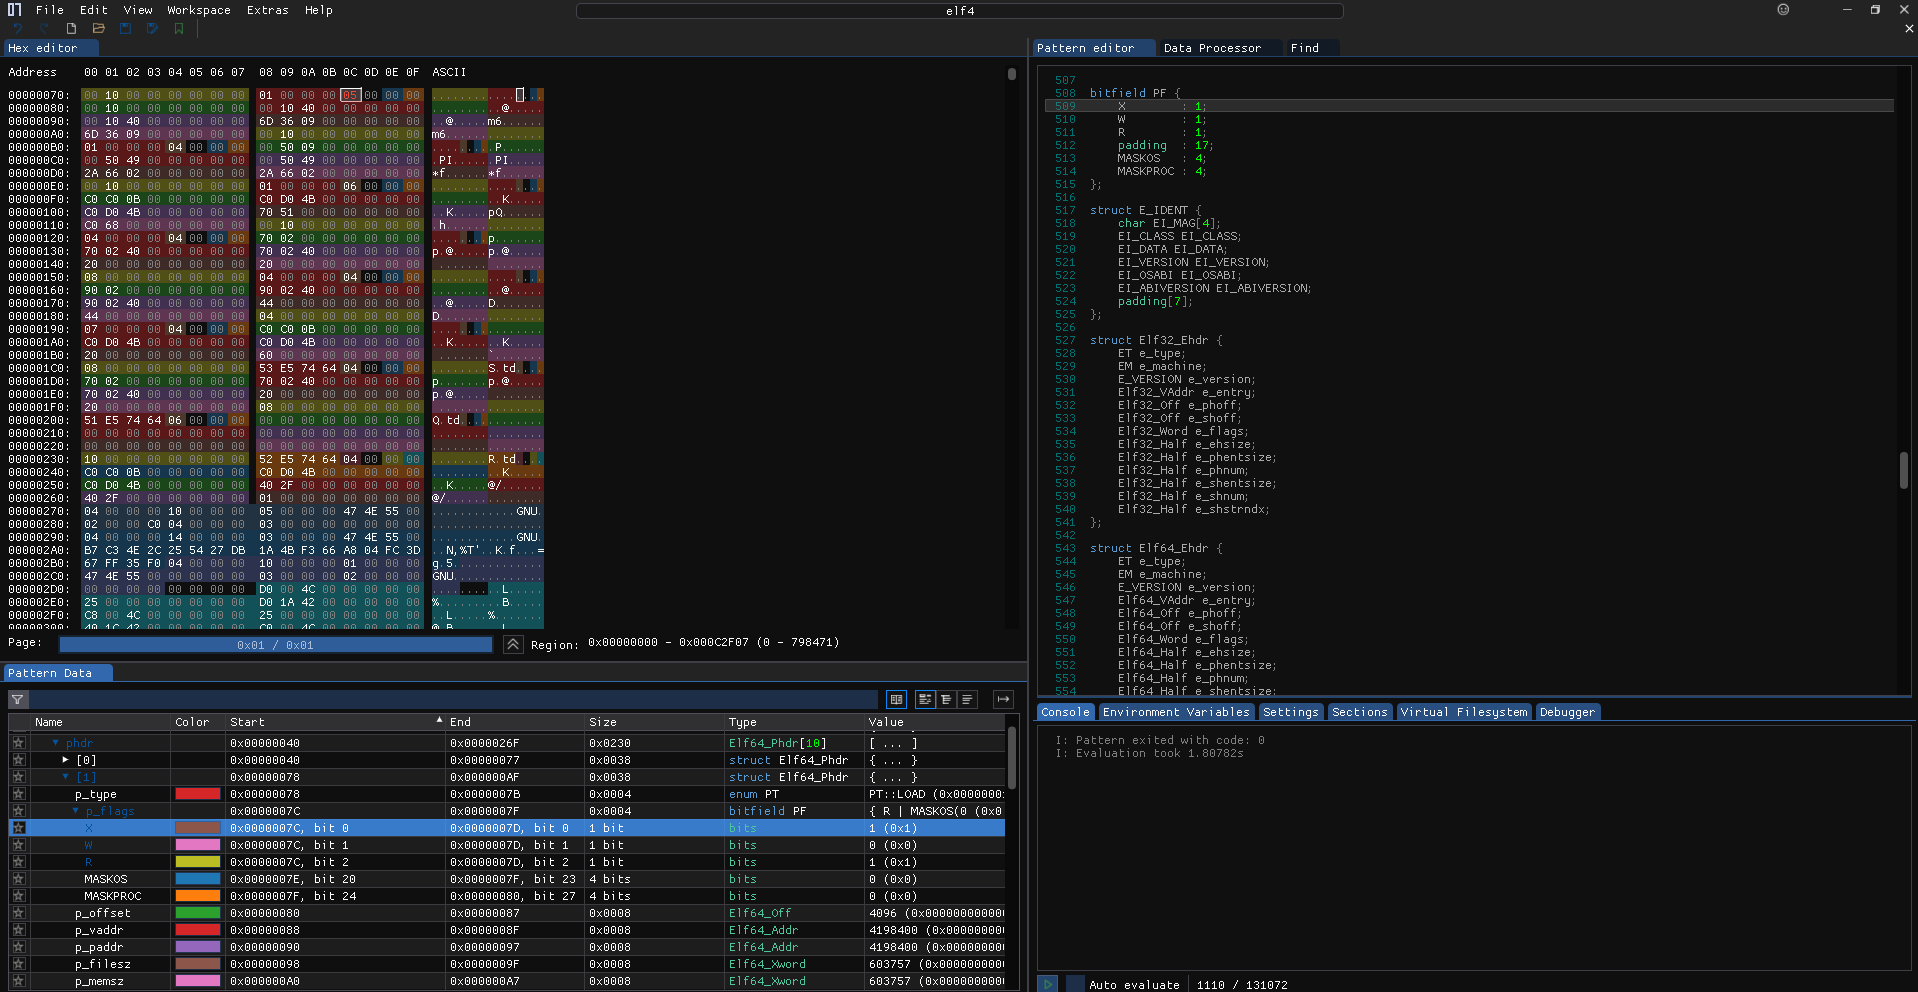 File Edit View Workspace Extras Help
elf4
Hex editor
Address 00 01 02 03 04 05 06 07 08 09 0A 0B 0C 0D 0E 0F ASCII
00000070: 00 10 00 00 00 00 00 00 01 00 00 00 05 00 00 00
00000080: 00 10 00 00 00 00 00 00 00 10 40 00 00 00 00 00 ..........@.....
00000090: 00 10 40 00 00 00 00 00 6D 36 09 00 00 00 00 00 ..@.....m6......
000000A0: 6D 36 09 00 00 00 00 00 00 10 00 00 00 00 00 00 m6..............
000000B0: 01 00 00 00 04 00 00 00 00 50 09 00 00 00 00 00 .........P......
000000C0: 00 50 49 00 00 00 00 00 00 50 49 00 00 00 00 00 .PI......PI.....
000000D0: 2A 66 02 00 00 00 00 00 2A 66 02 00 00 00 00 00 *f......*f......
000000E0: 00 10 00 00 00 00 00 00 01 00 00 00 06 00 00 00 ................
000000F0: C0 C0 0B 00 00 00 00 00 C0 D0 4B 00 00 00 00 00 ..........K.....
00000100: C0 D0 4B 00 00 00 00 00 70 51 00 00 00 00 00 00 ..K.....pQ......
00000110: C0 68 00 00 00 00 00 00 00 10 00 00 00 00 00 00 .h..............
00000120: 04 00 00 00 04 00 00 00 70 02 00 00 00 00 00 00 ........p.......
00000130: 70 02 40 00 00 00 00 00 70 02 40 00 00 00 00 00 p.@.....p.@.....
00000140: 20 00 00 00 00 00 00 00 20 00 00 00 00 00 00 00
00000150: 08 00 00 00 00 00 00 00 04 00 00 00 04 00 00 00 ................
00000160: 90 02 00 00 00 00 00 00 90 02 40 00 00 00 00 00 ..........@.....
00000170: 90 02 40 00 00 00 00 00 44 00 00 00 00 00 00 00 ..@.....D.......
00000180: 44 00 00 00 00 00 00 00 04 00 00 00 00 00 00 00 D...............
00000190: 07 00 00 00 04 00 00 00 C0 C0 0B 00 00 00 00 00 ................
000001A0: C0 D0 4B 00 00 00 00 00 C0 D0 4B 00 00 00 00 00 ..K.......K.....
000001B0: 20 00 00 00 00 00 00 00 60 00 00 00 00 00 00 00 ........`.......
000001C0: 08 00 00 00 00 00 00 00 53 E5 74 64 04 00 00 00 ........S.td....
000001D0: 70 02 00 00 00 00 00 00 70 02 40 00 00 00 00 00 p.......p.@.....
000001E0: 70 02 40 00 00 00 00 00 20 00 00 00 00 00 00 00 p.@.............
000001F0: 20 00 00 00 00 00 00 00 08 00 00 00 00 00 00 00
00000200: 51 E5 74 64 06 00 00 00 00 00 00 00 00 00 00 00 Q.td............
00000210: 00 00 00 00 00 00 00 00 00 00 00 00 00 00 00 00 ................
00000220: 00 00 00 00 00 00 00 00 00 00 00 00 00 00 00 00 ................
00000230: 10 00 00 00 00 00 00 00 52 E5 74 64 04 00 00 00 ........R.td....
00000240: C0 C0 0B 00 00 00 00 00 C0 D0 4B 00 00 00 00 00 ..........K.....
00000250: C0 D0 4B 00 00 00 00 00 40 2F 00 00 00 00 00 00 ..K.....@/......
00000260: 40 2F 00 00 00 00 00 00 01 00 00 00 00 00 00 00 @/..............
00000270: 04 00 00 00 10 00 00 00 05 00 00 00 47 4E 55 00 ............GNU.
00000280: 02 00 00 C0 04 00 00 00 03 00 00 00 00 00 00 00 ................
00000290: 04 00 00 00 14 00 00 00 03 00 00 00 47 4E 55 00 ............GNU.
000002A0: B7 C3 4E 2C 25 54 27 DB 1A 4B F3 66 A8 04 FC 3D ..N,%T'..K.f...=
000002B0: 67 FF 35 F0 04 00 00 00 10 00 00 00 01 00 00 00 g.5.............
000002C0: 47 4E 55 00 00 00 00 00 03 00 00 00 02 00 00 00 GNU.............
000002D0: 00 00 00 00 00 00 00 00 D0 00 4C 00 00 00 00 00 ..........L.....
000002E0: 25 00 00 00 00 00 00 00 D0 1A 42 00 00 00 00 00 %.........B.....
000002F0: C8 00 4C 00 00 00 00 00 25 00 00 00 00 00 00 00 ..L.....%.......
00000300: 40 1C 42 00 00 00 00 00 C0 00 4C 00 00 00 00 00 @.B.......L.....
Page: 0x01 / 0x01 Region: 0x00000000 - 0x000C2F07 (0 - 798471)
Pattern Data
Name Color Start End Size Type Value
phdr 0x00000040 0x0000026F 0x0230 Elf64_Phdr[10] [ ... ]
[0] 0x00000040 0x00000077 0x0038 struct Elf64_Phdr { ... }
[1] 0x00000078 0x000000AF 0x0038 struct Elf64_Phdr { ... }
p_type 0x00000078 0x0000007B 0x0004 enum PT PT::LOAD (0x0000000
p_flags 0x0000007C 0x0000007F 0x0004 bitfield PF { R | MASKOS(0 (0x0
X 0x0000007C, bit 0 0x0000007D, bit 0 1 bit bits 1 (0x1)
W 0x0000007C, bit 1 0x0000007D, bit 1 1 bit bits 0 (0x0)
R 0x0000007C, bit 2 0x0000007D, bit 2 1 bit bits 1 (0x1)
MASKOS 0x0000007E, bit 20 0x0000007F, bit 23 4 bits bits 0 (0x0)
MASKPROC 0x0000007F, bit 24 0x00000080, bit 27 4 bits bits 0 (0x0)
p_offset 0x00000080 0x00000087 0x0008 Elf64_Off 4096 (0x00000000000
p_vaddr 0x00000088 0x0000008F 0x0008 Elf64_Addr 4198400 (0x00000000
p_paddr 0x00000090 0x00000097 0x0008 Elf64_Addr 4198400 (0x00000000
p_filesz 0x00000098 0x0000009F 0x0008 Elf64_Xword 603757 (0x000000000
p_memsz 0x000000A0 0x000000A7 0x0008 Elf64_Xword 603757 (0x000000000
Pattern editor Data Processor Find
507
508 bitfield PF {
509 X : 1;
510 W : 1;
511 R : 1;
512 padding : 17;
513 MASKOS : 4;
514 MASKPROC : 4;
515 };
516
517 struct E_IDENT {
518 char EI_MAG[4];
519 EI_CLASS EI_CLASS;
520 EI_DATA EI_DATA;
521 EI_VERSION EI_VERSION;
522 EI_OSABI EI_OSABI;
523 EI_ABIVERSION EI_ABIVERSION;
524 padding[7];
525 };
526
527 struct Elf32_Ehdr {
528 ET e_type;
529 EM e_machine;
530 E_VERSION e_version;
531 Elf32_VAddr e_entry;
532 Elf32_Off e_phoff;
533 Elf32_Off e_shoff;
534 Elf32_Word e_flags;
535 Elf32_Half e_ehsize;
536 Elf32_Half e_phentsize;
537 Elf32_Half e_phnum;
538 Elf32_Half e_shentsize;
539 Elf32_Half e_shnum;
540 Elf32_Half e_shstrndx;
541 };
542
543 struct Elf64_Ehdr {
544 ET e_type;
545 EM e_machine;
546 E_VERSION e_version;
547 Elf64_VAddr e_entry;
548 Elf64_Off e_phoff;
549 Elf64_Off e_shoff;
550 Elf64_Word e_flags;
551 Elf64_Half e_ehsize;
552 Elf64_Half e_phentsize;
553 Elf64_Half e_phnum;
554 Elf64_Half e_shentsize;
Console Environment Variables Settings Sections Virtual Filesystem Debugger
I: Pattern exited with code: 0
I: Evaluation took 1.80782s
Auto evaluate 1110 / 131072